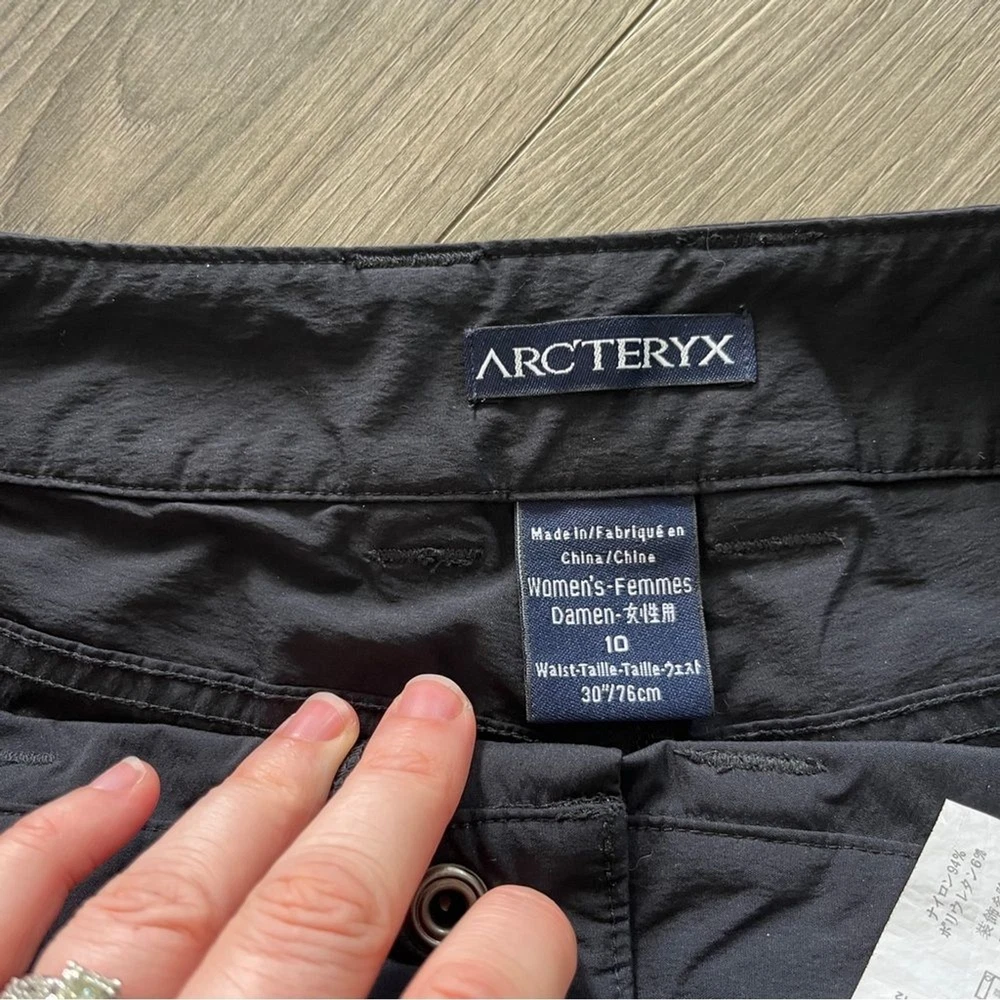 ARC'TERYX
Made in/Fabriqué en
China/Chine
Women's-Femmes
Damen-女性用
10
Waist-Taille-Taille-ウェスト
30"/76cm
ナイロン94%
ポリウレタン6%